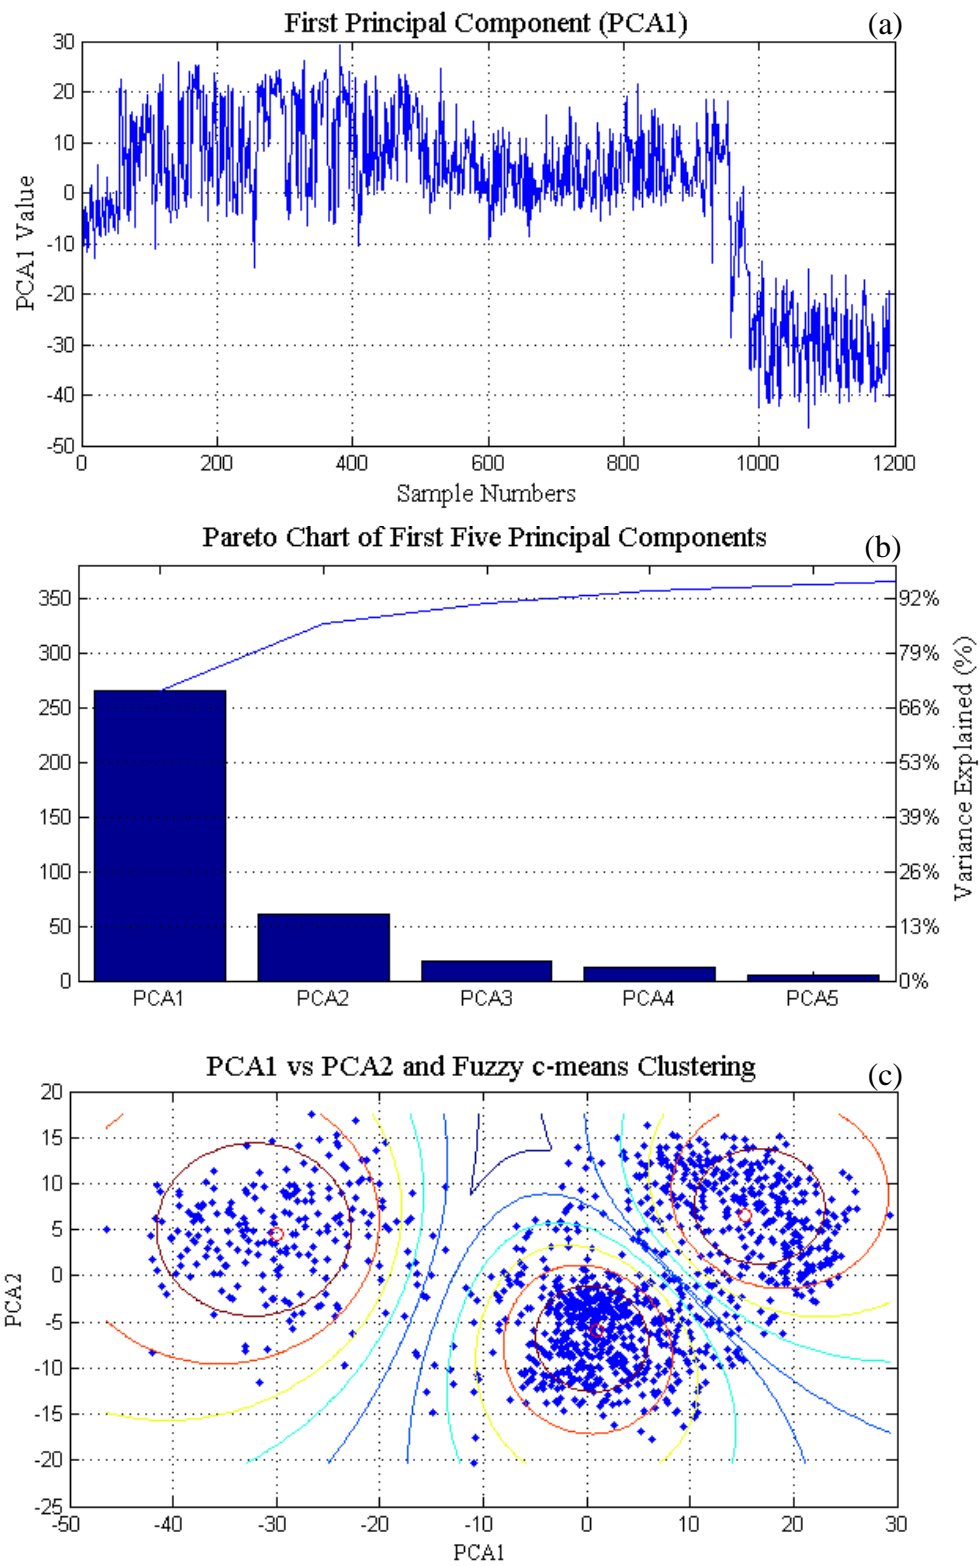 First Principal Component (PCA1)
(a)
30
20
10
0
-10
-20
-30
-40
-50
PCA1 Value
0 200 400 600 800 1000 1200
Sample Numbers
Pareto Chart of First Five Principal Components
(b)
350
300
250
200
150
100
50
0
92%
79%
66%
53%
39%
26%
13%
0%
Variance Explained (%)
PCA1 PCA2 PCA3 PCA4 PCA5
PCA1 vs PCA2 and Fuzzy c-means Clustering
(c)
20
15
10
5
0
-5
-10
-15
-20
-25
PCA2
-50 -40 -30 -20 -10 0 10 20 30
PCA1